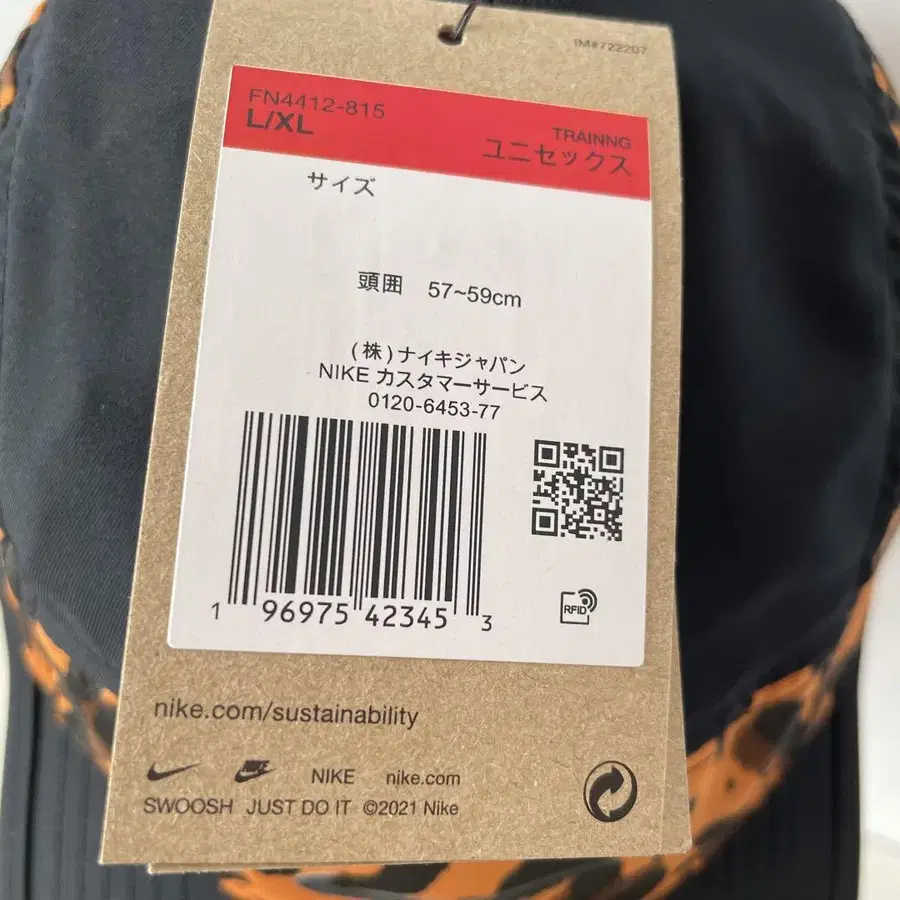 IM#722207
FN4412-815
L/XL
TRAINNG
ユニセックス
サイズ
頭囲 57~59cm
(株)ナイキジャパン
NIKE カスタマーサービス
0120-6453-77
1 96975 42345 3
RFID
nike.com/sustainability
NIKE nike.com
SWOOSH JUST DO IT ©2021 Nike